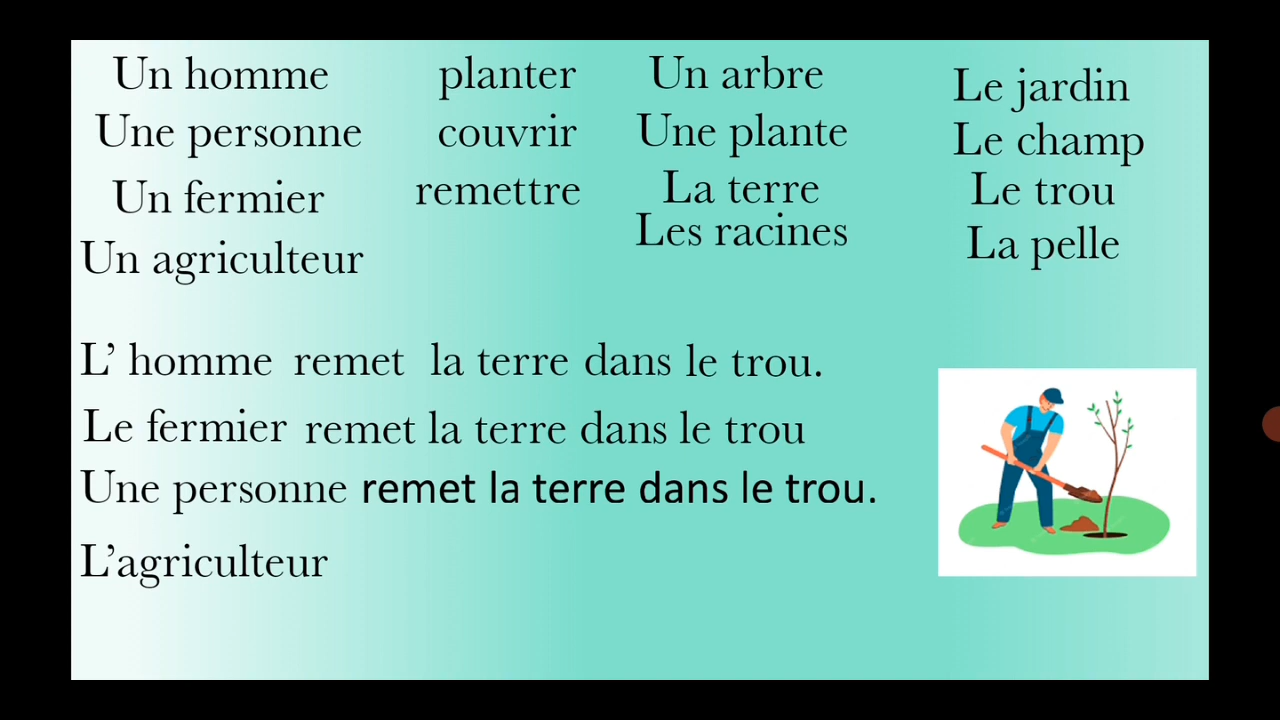 Un homme planter Un arbre Le jardin
Une personne couvrir Une plante Le champ
Un fermier remettre La terre Le trou
Un agriculteur Les racines La pelle
L’ homme remet la terre dans le trou.
Le fermier remet la terre dans le trou
Une personne remet la terre dans le trou.
L’agriculteur